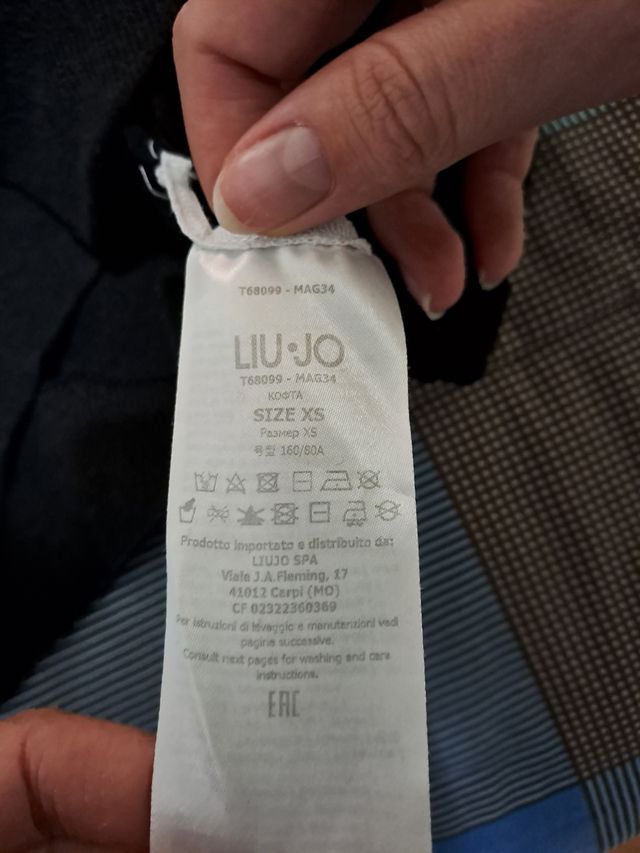 T68099 - MAG34
LIU·JO
T68099 - MAG34
КОФТА
SIZE XS
Размер XS
号型 160/80A
Prodotto importato e distribuito da:
LIUJO SPA
Viale J.A.Fleming, 17
41012 Carpi (MO)
CF 02322360369
Per istruzioni di lavaggio e manutenzioni vedi
pagine successive.
Consult next pages for washing and care
instructions.
EAC